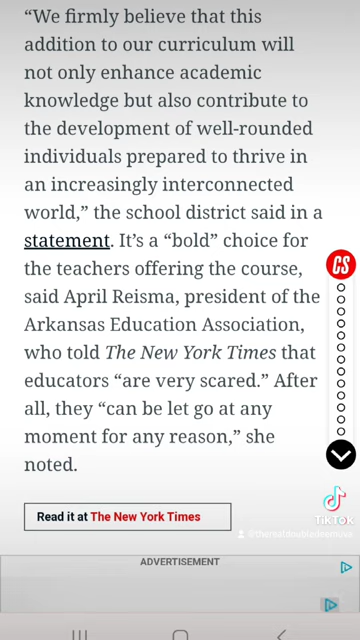 “We firmly believe that this
addition to our curriculum will
not only enhance academic
knowledge but also contribute to
the development of well-rounded
individuals prepared to thrive in
an increasingly interconnected
world,” the school district said in a
statement. It’s a “bold” choice for
the teachers offering the course,
said April Reisma, president of the
Arkansas Education Association,
who told The New York Times that
educators “are very scared.” After
all, they “can be let go at any
moment for any reason,” she
noted.
CS
Read it at The New York Times
TikTok
ADVERTISEMENT